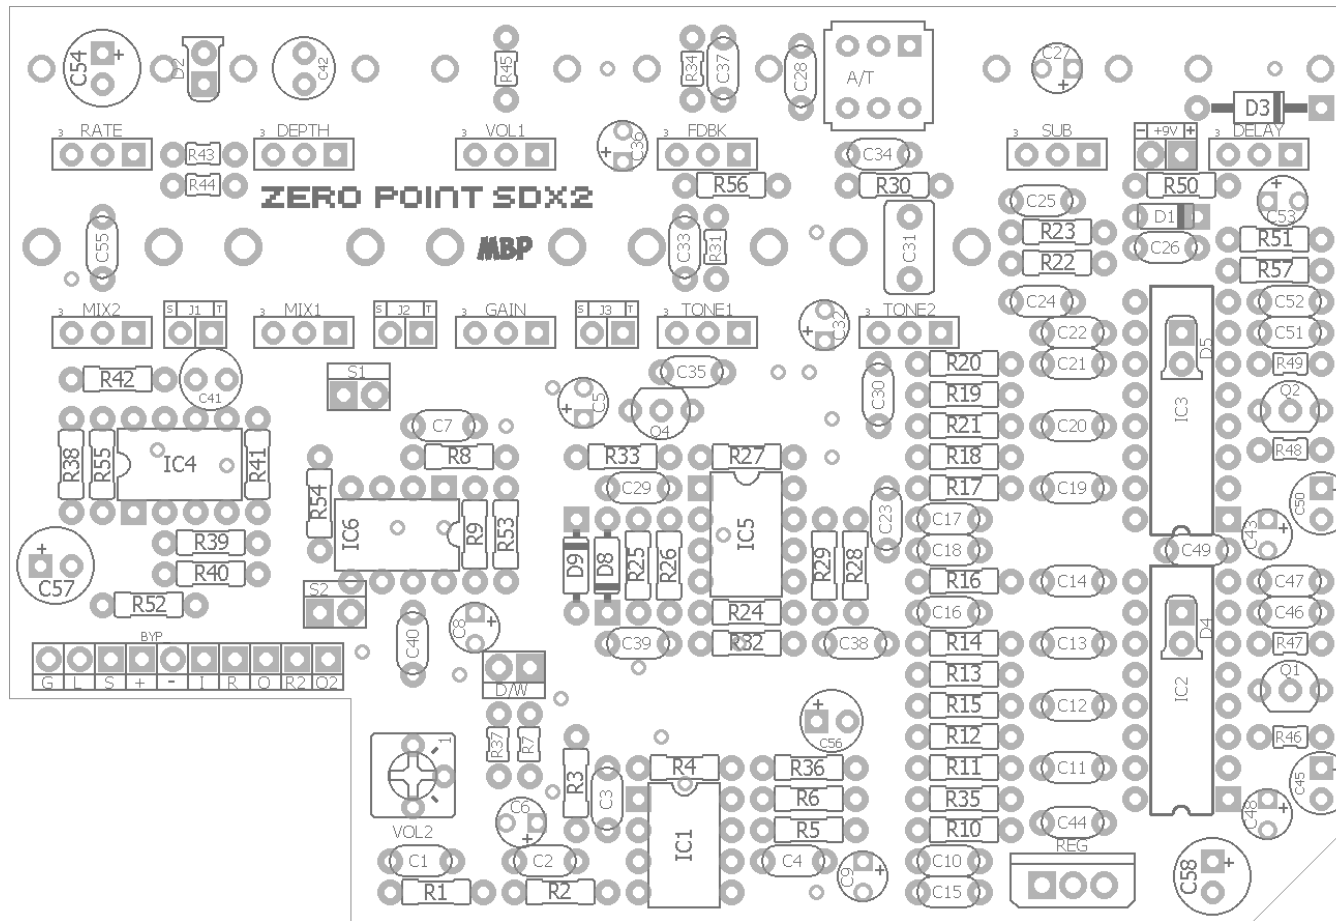 C54 + D2 C42 R45 R34 C37 C28 A/T C27 + D3
3 RATE 3 DEPTH 3 VOL1 C36 + 3 FDBK C34 3 SUB - +9V + 3 DELAY
R43
R44 R56 R30 R50
ZERO POINT SDX2 C25 C53 +
D1
C55 MBP C33 R31 C31 R23 C26 R51
R22 R57
C24 C52
3 MIX2 S J1 T 3 MIX1 S J2 T 3 GAIN S J3 T 3 TONE1 C32 + 3 TONE2 C22 D5 C51
R42 C41 S1 C35 R20 C21 R49
C5 + C30 R19 Q2
C7 Q4 R21 C20 IC3
R38 R55 IC4 R41 R8 R33 R27 R18 R48
R54 C29 R17 C19 C50 +
IC6 R9 R53 IC5 C23 C17 C43 +
R39 D9 D8 R25 R26 R29 R28 C18 C49
C57 + R40 R16 C14 C47
R52 S2 R24 C16 D4 C46
BYP C40 C8 + C39 R32 C38 R14 C13 R47
G L S + - I R O R2 O2 D/W R13 IC2 Q1
R15 C12
R37 R7 C56 + R12 R46
1 R3 C3 R4 R36 R11 C11 C45 +
R6 R35 C48 +
VOL2 C6 + IC1 R5 R10 C44
C1 C2 C4 C9 + C10 REG C58 +
R1 R2 C15